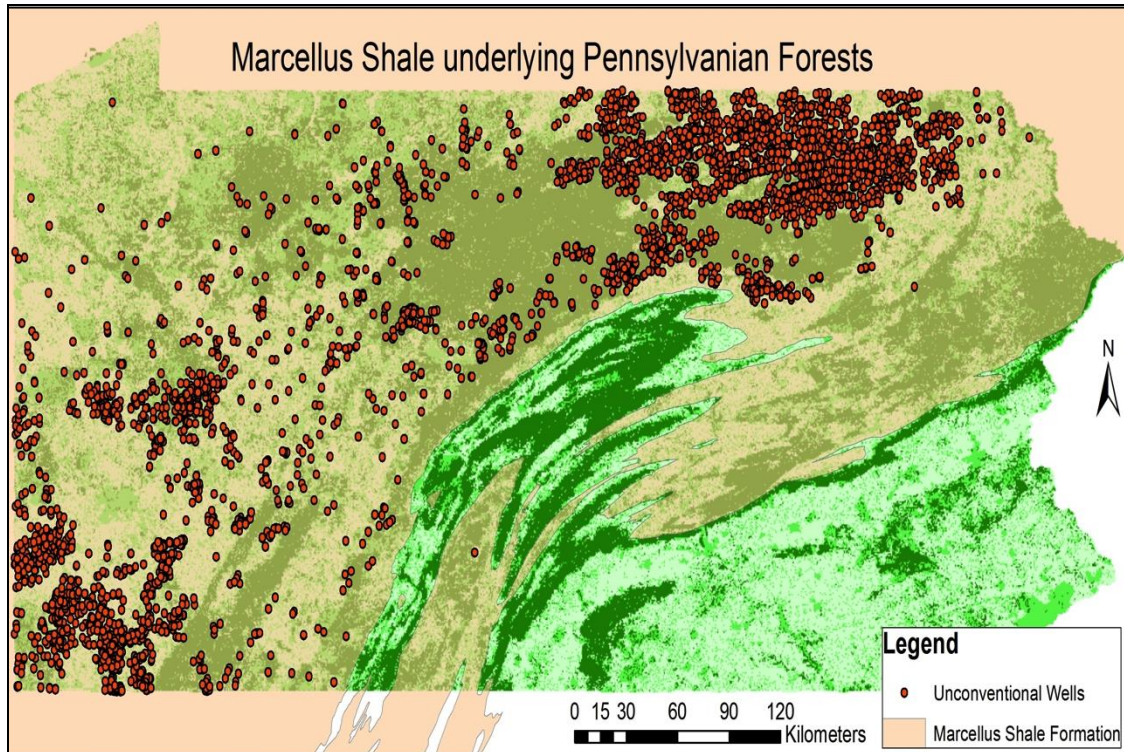 Marcellus Shale underlying Pennsylvanian Forests
N
Legend
Unconventional Wells
Marcellus Shale Formation
0 15 30 60 90 120
Kilometers